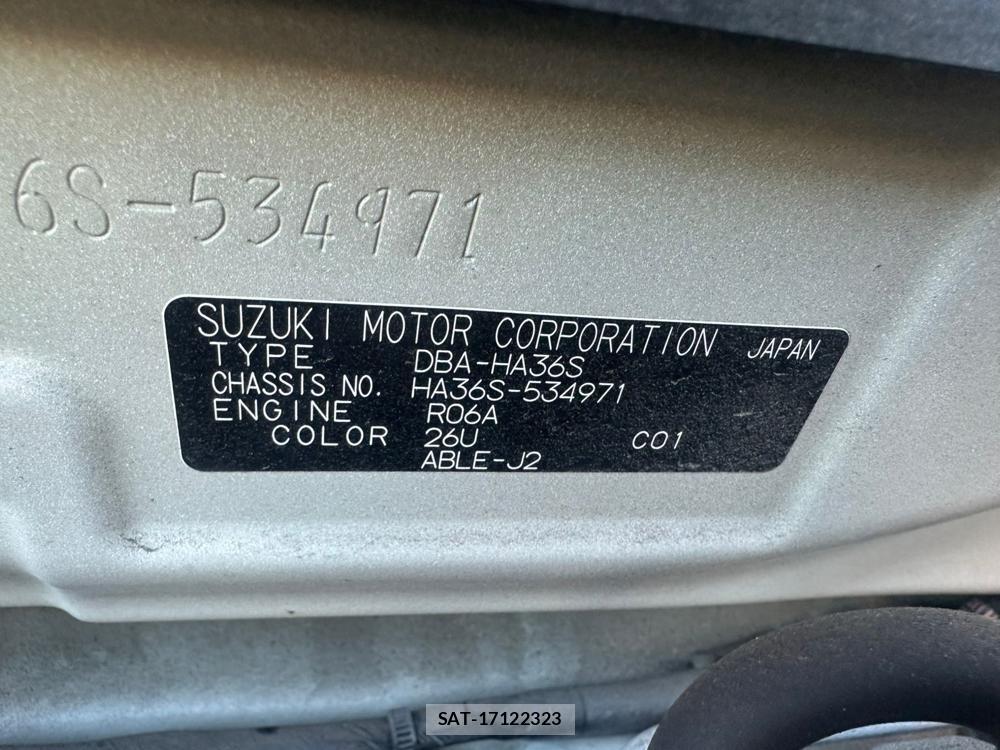 6S-534971
SUZUKI MOTOR CORPORATION JAPAN
TYPE DBA-HA36S
CHASSIS NO. HA36S-534971
ENGINE R06A
COLOR 26U C01
ABLE-J2
SAT-17122323